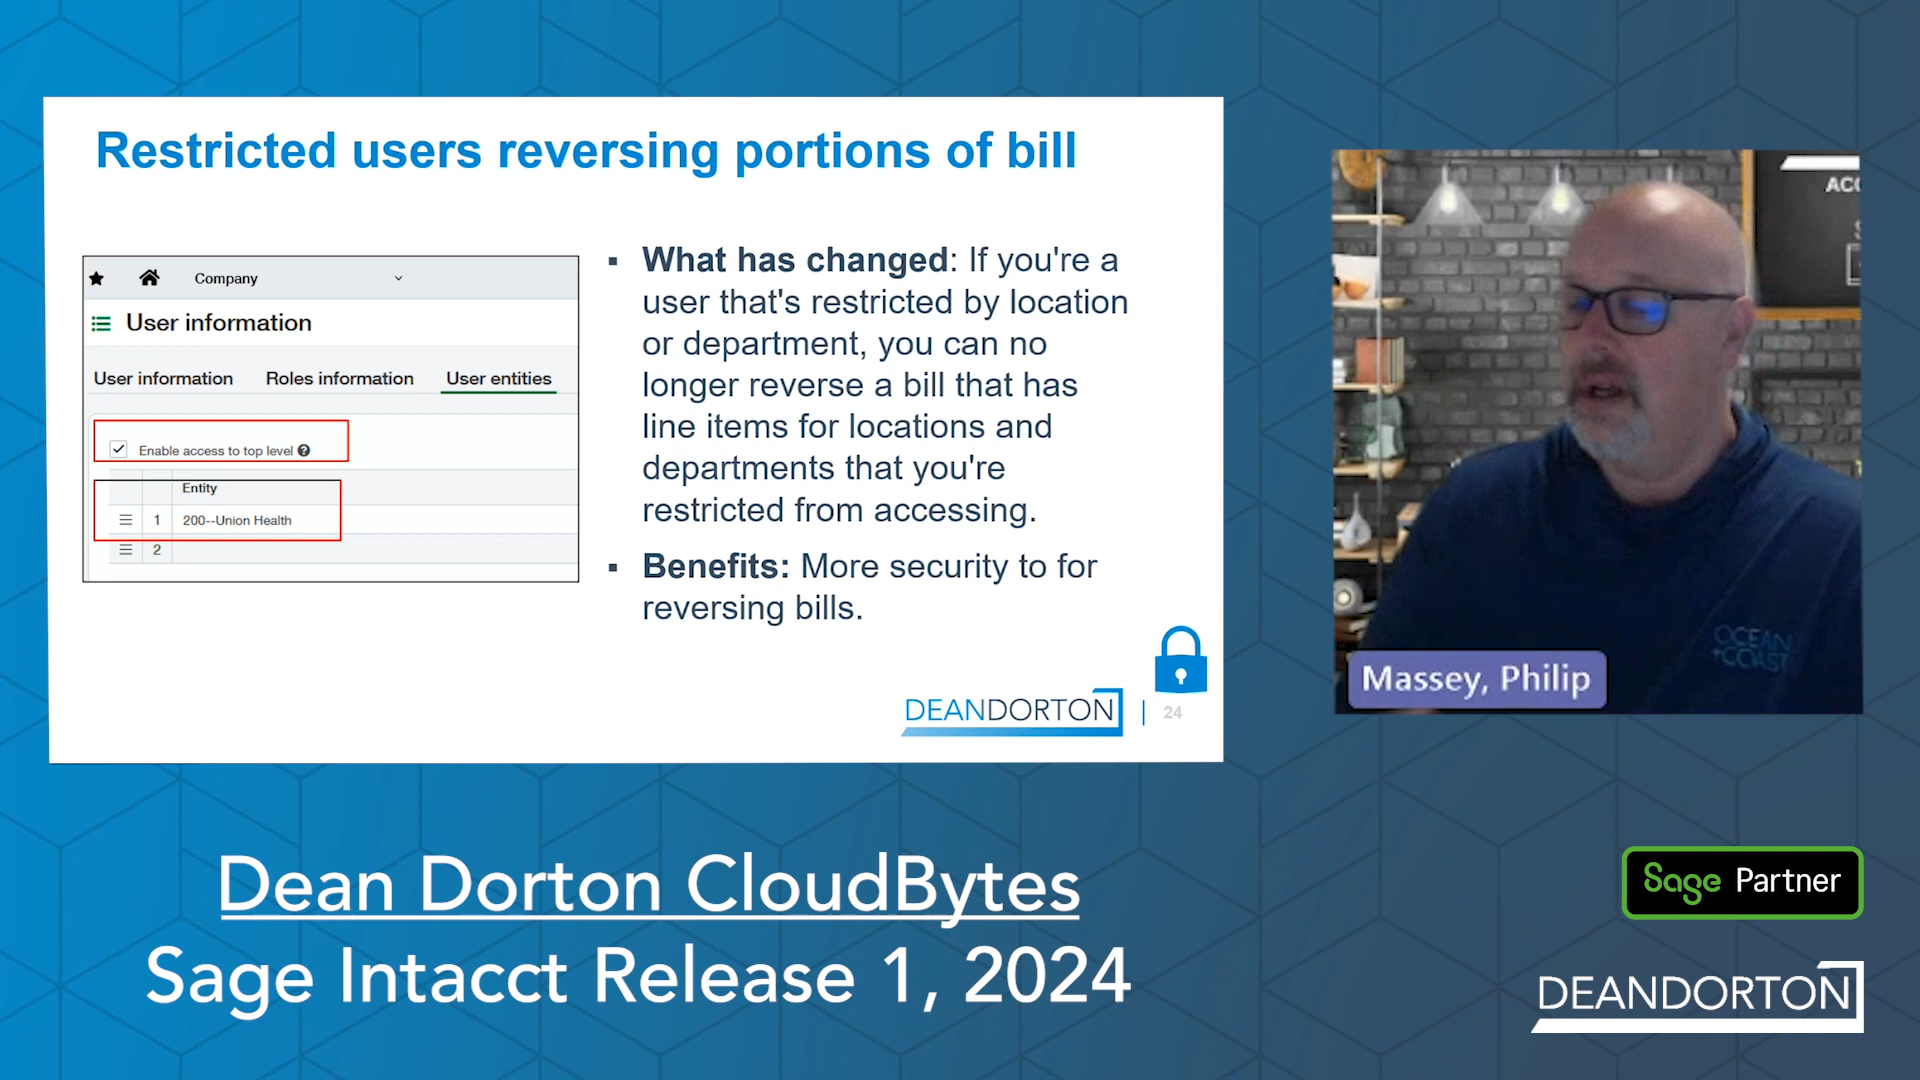 Restricted users reversing portions of bill
Company
User information
User information Roles information User entities
Enable access to top level
Entity
1 200--Union Health
2
▪ What has changed: If you're a
user that's restricted by location
or department, you can no
longer reverse a bill that has
line items for locations and
departments that you're
restricted from accessing.
▪ Benefits: More security to for
reversing bills.
DEANDORTON | 24
ACC
OCEAN
+COAST
Massey, Philip
Dean Dorton CloudBytes
Sage Intacct Release 1, 2024
Sage Partner
DEANDORTON